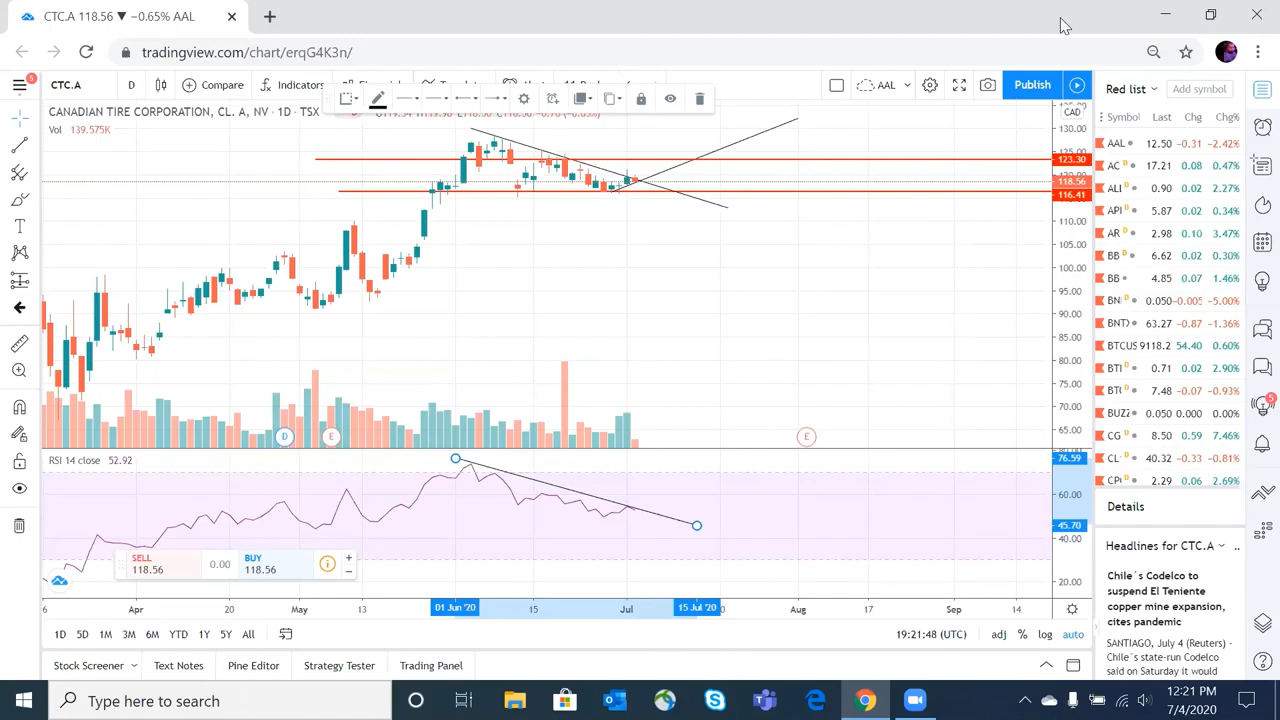 CTC.A 118.56 ▼ −0.65% AAL
tradingview.com/chart/erqG4K3n/
5
CTC.A
D
Compare
Indicators
AAL
Publish
Red list
Add symbol
CANADIAN TIRE CORPORATION, CL. A, NV · 1D · TSX
Vol 139.575K
CAD
130.00
125.00
123.30
118.56
116.41
110.00
105.00
100.00
95.00
90.00
85.00
80.00
75.00
70.00
65.00
D
E
E
RSI 14 close 52.92
76.59
60.00
45.70
40.00
20.00
SELL
118.56
0.00
BUY
118.56
Apr
20
May
13
01 Jun '20
15
Jul
15 Jul '20
Aug
17
Sep
14
1D 5D 1M 3M 6M YTD 1Y 5Y All
19:21:48 (UTC)
adj % log auto
Stock Screener
Text Notes
Pine Editor
Strategy Tester
Trading Panel
Symbol Last Chg Chg%
AAL 12.50 -0.31 -2.42%
AC D 17.21 0.08 0.47%
ALI D 0.90 0.02 2.27%
API D 5.87 0.02 0.34%
AR D 2.98 0.10 3.47%
BB D 6.62 0.02 0.30%
BB 4.85 0.07 1.46%
0.050 -0.005 -5.00%
63.27 -0.87 -1.36%
BTCUS 9118.2 54.40 0.60%
BTI D 0.71 0.02 2.90%
7.48 -0.07 -0.93%
BUZZ 0.050 0.000 0.00%
CG D 8.50 0.59 7.46%
CL 40.32 -0.33 -0.81%
2.29 0.06 2.69%
5
Details
Headlines for CTC.A
Chile´s Codelco to
suspend El Teniente
copper mine expansion,
cites pandemic
SANTIAGO, July 4 (Reuters) -
Chile´s state-run Codelco
said on Saturday it would
Type here to search
12:21 PM
7/4/2020